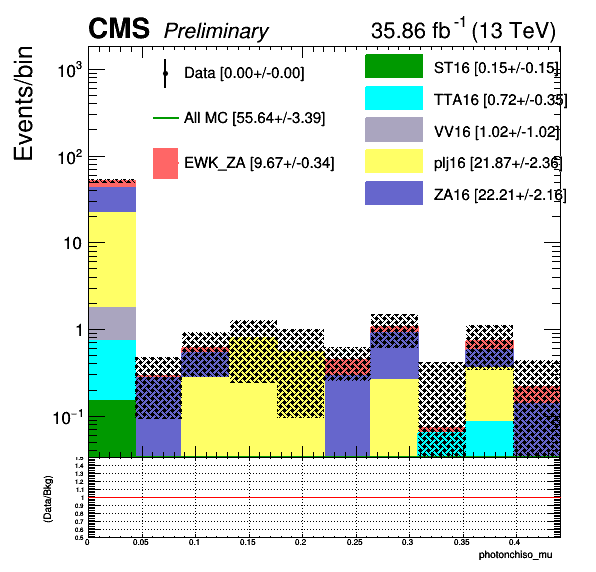 CMS Preliminary 35.86 fb⁻¹ (13 TeV)
Events/bin
10³
10²
10
1
10⁻¹
Data [0.00+/-0.00]
All MC [55.64+/-3.39]
EWK_ZA [9.67+/-0.34]
ST16 [0.15+/-0.15]
TTA16 [0.72+/-0.35]
VV16 [1.02+/-1.02]
plj16 [21.87+/-2.36]
ZA16 [22.21+/-2.16]
(Data/Bkg)
1.5
1.4
1.3
1.2
1.1
1
0.9
0.8
0.7
0.6
0.5
0 0.05 0.1 0.15 0.2 0.25 0.3 0.35 0.4
photonchiso_mu